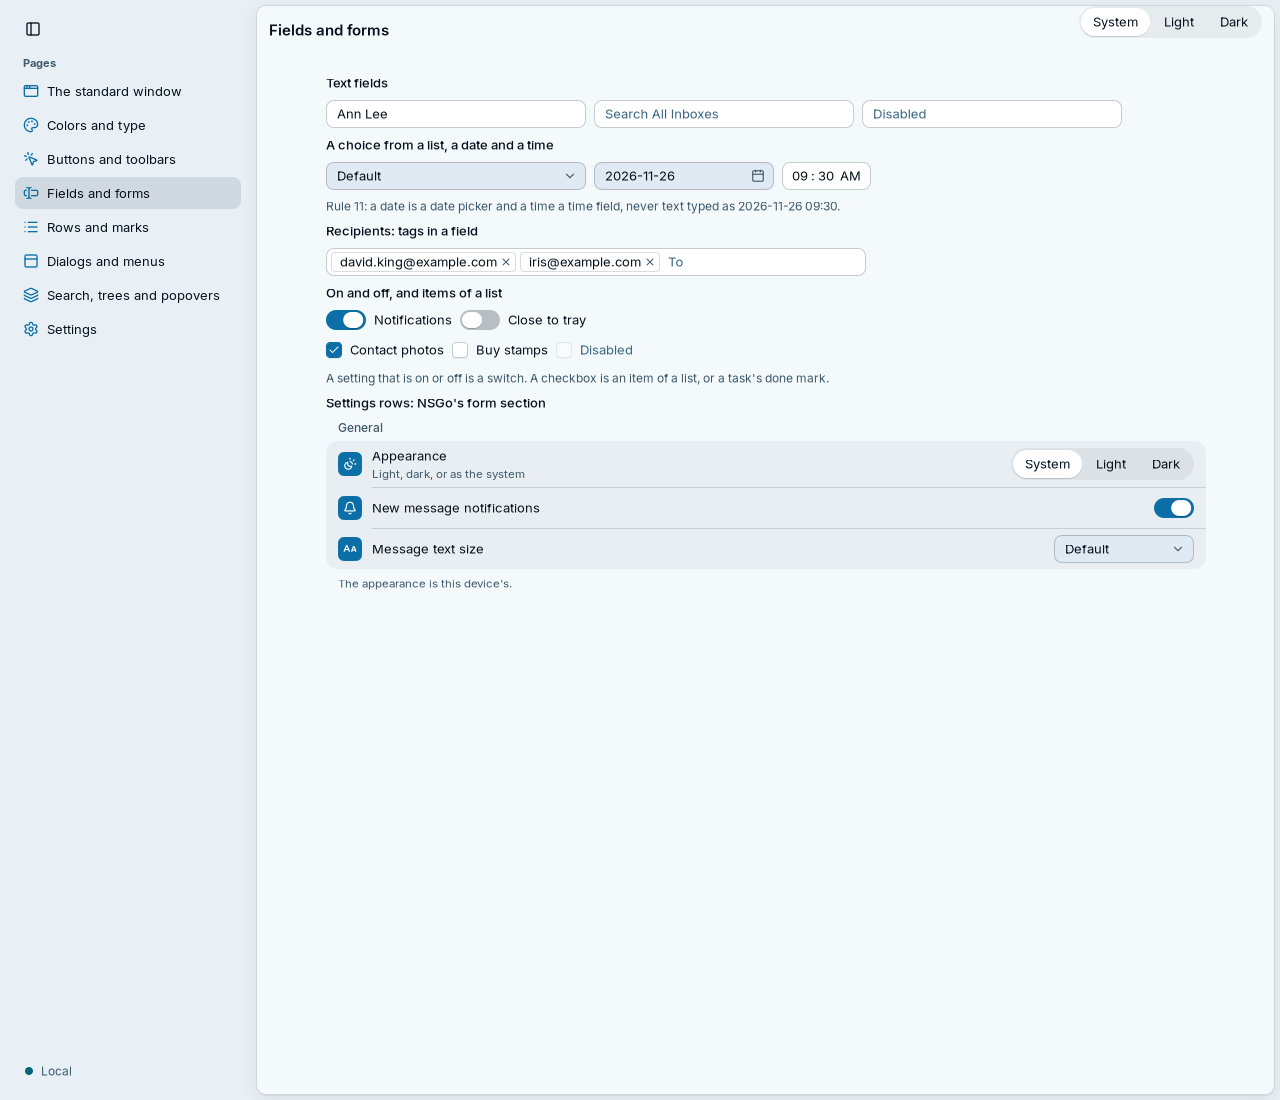 Fields and forms
System Light Dark
Pages
The standard window
Colors and type
Buttons and toolbars
Fields and forms
Rows and marks
Dialogs and menus
Search, trees and popovers
Settings
Local
Text fields
Ann Lee
Search All Inboxes
Disabled
A choice from a list, a date and a time
Default
2026-11-26
09 : 30 AM
Rule 11: a date is a date picker and a time a time field, never text typed as 2026-11-26 09:30.
Recipients: tags in a field
david.king@example.com × iris@example.com × To
On and off, and items of a list
Notifications
Close to tray
Contact photos
Buy stamps
Disabled
A setting that is on or off is a switch. A checkbox is an item of a list, or a task's done mark.
Settings rows: NSGo's form section
General
Appearance
Light, dark, or as the system
System Light Dark
New message notifications
AA
Message text size
Default
The appearance is this device's.